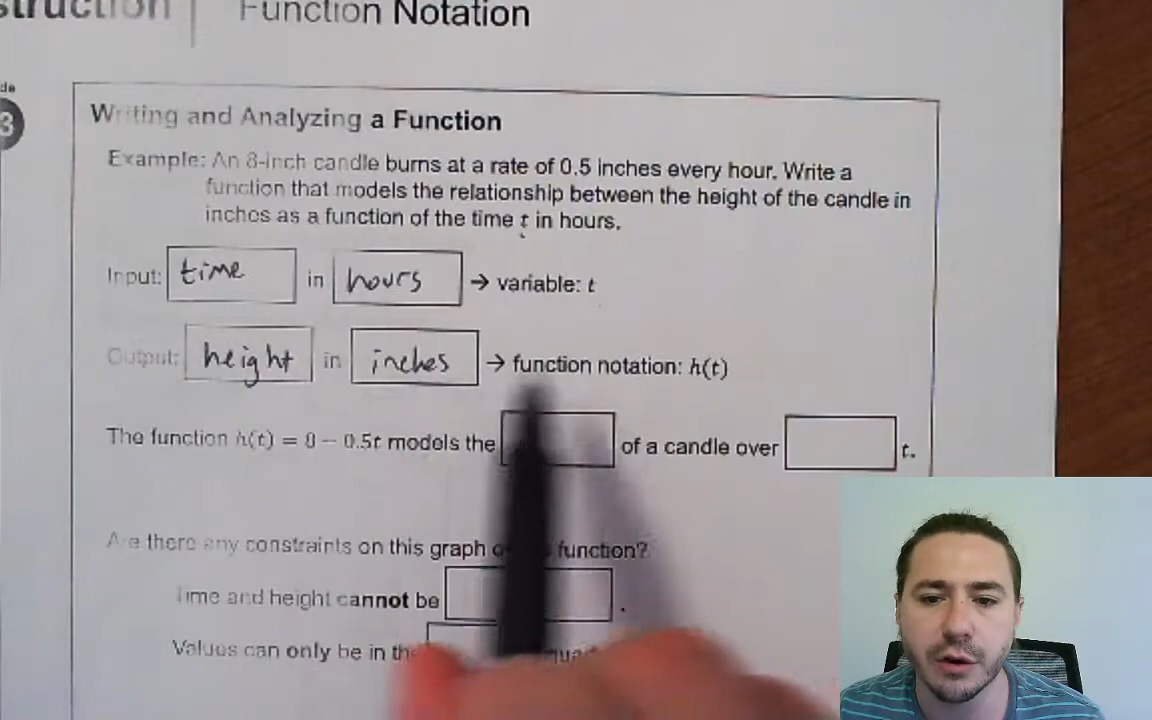 Function Notation
3
Writing and Analyzing a Function
Example: An 8-inch candle burns at a rate of 0.5 inches every hour. Write a
function that models the relationship between the height of the candle in
inches as a function of the time t in hours.
Input: time in hours → variable: t
Output: height in inches → function notation: h(t)
The function h(t) = 8 − 0.5t models the of a candle over t.
Are there any constraints on this graph function?
Time and height cannot be .
Values can only be in the